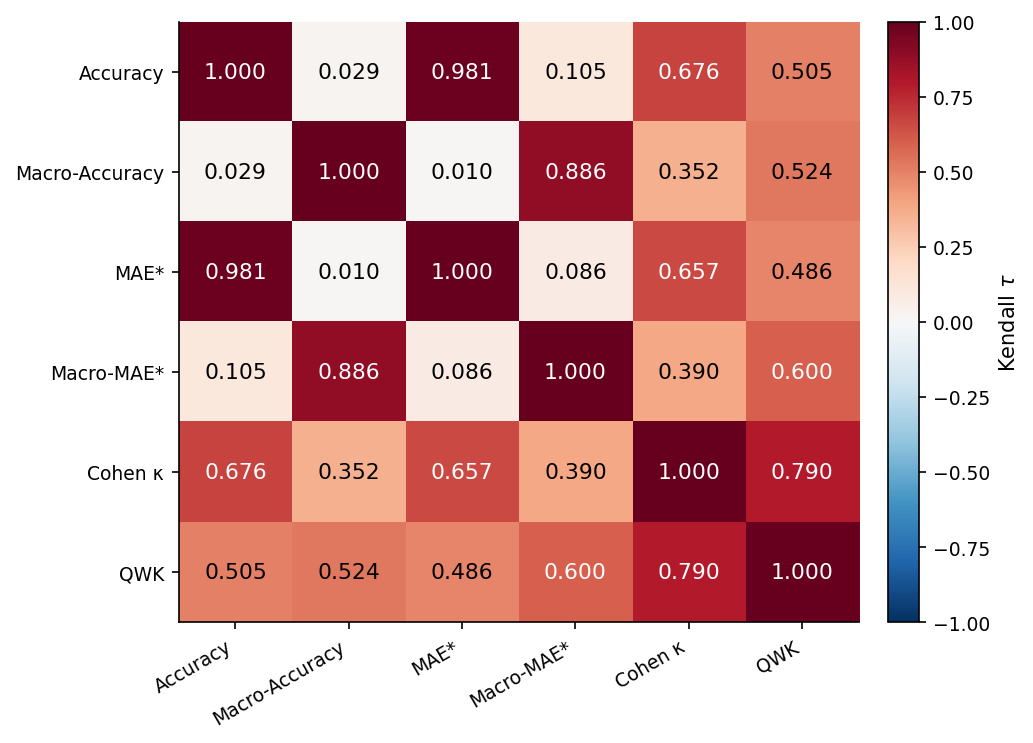 Accuracy 1.000 0.029 0.981 0.105 0.676 0.505
Macro-Accuracy 0.029 1.000 0.010 0.886 0.352 0.524
MAE* 0.981 0.010 1.000 0.086 0.657 0.486
Macro-MAE* 0.105 0.886 0.086 1.000 0.390 0.600
Cohen κ 0.676 0.352 0.657 0.390 1.000 0.790
QWK 0.505 0.524 0.486 0.600 0.790 1.000
Accuracy Macro-Accuracy MAE* Macro-MAE* Cohen κ QWK
1.00
0.75
0.50
0.25
0.00
−0.25
−0.50
−0.75
−1.00
Kendall τ